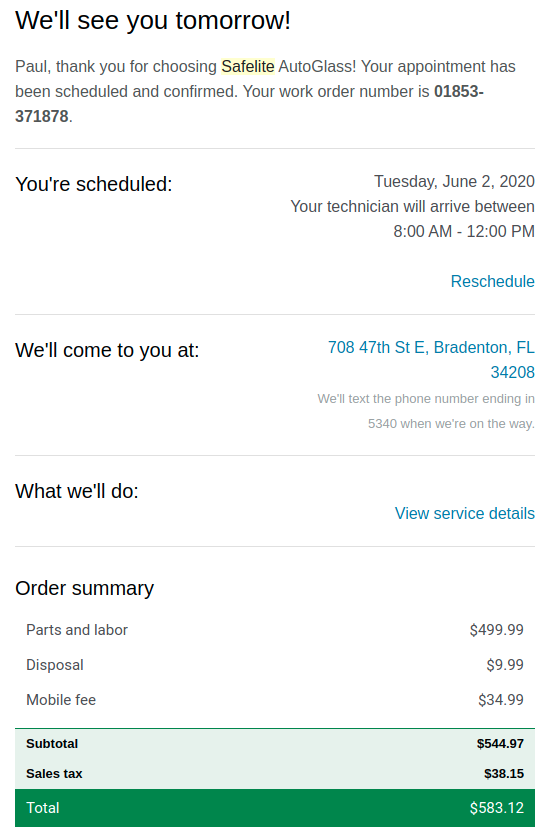 We'll see you tomorrow!
Paul, thank you for choosing Safelite AutoGlass! Your appointment has
been scheduled and confirmed. Your work order number is 01853-
371878.
You're scheduled:
Tuesday, June 2, 2020
Your technician will arrive between
8:00 AM - 12:00 PM
Reschedule
We'll come to you at:
708 47th St E, Bradenton, FL
34208
We'll text the phone number ending in
5340 when we're on the way.
What we'll do:
View service details
Order summary
Parts and labor $499.99
Disposal $9.99
Mobile fee $34.99
Subtotal $544.97
Sales tax $38.15
Total $583.12